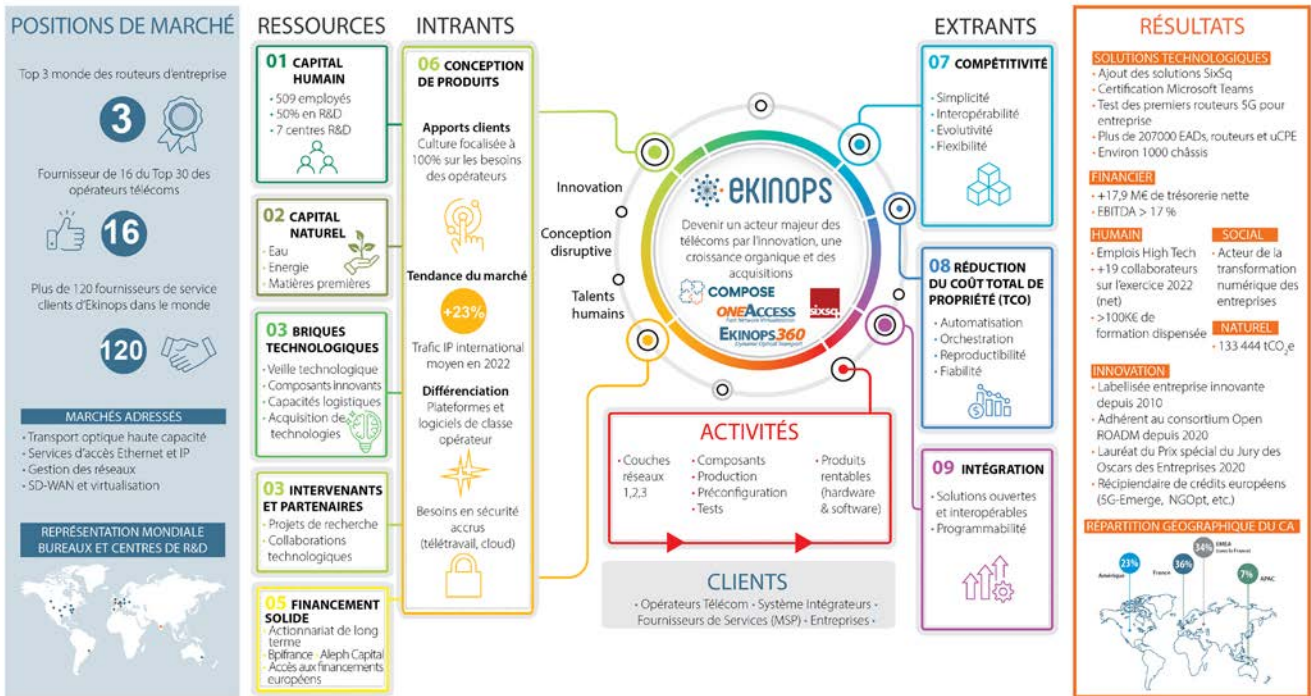 POSITIONS DE MARCHÉ
Top 3 monde des routeurs d'entreprise
3
Fournisseur de 16 du Top 30 des
opérateurs télécoms
16
Plus de 120 fournisseurs de service
clients d'Ekinops dans le monde
120
MARCHÉS ADRESSÉS
• Transport optique haute capacité
• Services d'accès Ethernet et IP
• Gestion des réseaux
• SD-WAN et virtualisation
REPRÉSENTATION MONDIALE
BUREAUX ET CENTRES DE R&D
RESSOURCES
01 CAPITAL
HUMAIN
• 509 employés
• 50% en R&D
• 7 centres R&D
02 CAPITAL
NATUREL
• Eau
• Energie
• Matières premières
03 BRIQUES
TECHNOLOGIQUES
• Veille technologique
• Composants innovants
• Capacités logistiques
• Acquisition de
technologies
03 INTERVENANTS
ET PARTENAIRES
• Projets de recherche
• Collaborations
technologiques
05 FINANCEMENT
SOLIDE
• Actionnariat de long
terme
• Bpifrance • Aleph Capital
• Accès aux financements
européens
INTRANTS
06 CONCEPTION
DE PRODUITS
Apports clients
Culture focalisée à
100% sur les besoins
des opérateurs
Tendance du marché
+23%
Trafic IP international
moyen en 2022
Différenciation
Plateformes et
logiciels de classe
opérateur
Besoins en sécurité
accrus
(télétravail, cloud)
Innovation
Conception
disruptive
Talents
humains
eKINOPS
Devenir un acteur majeur des
télécoms par l'innovation, une
croissance organique et des
acquisitions
COMPOSE
ONEACCESS
sixsq.
EKINOPS360
Dynamic Optical Transport
ACTIVITÉS
• Couches
réseaux
1,2,3
• Composants
• Production
• Préconfiguration
• Tests
• Produits
rentables
(hardware
& software)
CLIENTS
• Opérateurs Télécom • Système Intégrateurs •
Fournisseurs de Services (MSP) • Entreprises •
EXTRANTS
07 COMPÉTITIVITÉ
• Simplicité
• Interopérabilité
• Evolutivité
• Flexibilité
08 RÉDUCTION
DU COÛT TOTAL DE
PROPRIÉTÉ (TCO)
• Automatisation
• Orchestration
• Reproductibilité
• Fiabilité
09 INTÉGRATION
• Solutions ouvertes
et interopérables
• Programmabilité
RÉSULTATS
SOLUTIONS TECHNOLOGIQUES
• Ajout des solutions SixSq
• Certification Microsoft Teams
• Test des premiers routeurs 5G pour
entreprise
• Plus de 207000 EADs, routeurs et uCPE
• Environ 1000 châssis
FINANCIER
• +17,9 M€ de trésorerie nette
• EBITDA > 17 %
HUMAIN
• Emplois High Tech
• +19 collaborateurs
sur l'exercice 2022
(net)
• >100K€ de
formation dispensée
SOCIAL
• Acteur de la
transformation
numérique des
entreprises
NATUREL
• 133 444 tCO₂e
INNOVATION
• Labellisée entreprise innovante
depuis 2010
• Adhérent au consortium Open
ROADM depuis 2020
• Lauréat du Prix spécial du Jury des
Oscars des Entreprises 2020
• Récipiendaire de crédits européens
(5G-Emerge, NGOpt, etc.)
RÉPARTITION GÉOGRAPHIQUE DU CA
23%
Amérique
France
36%
34%
EMEA
(sans la France)
7%
APAC